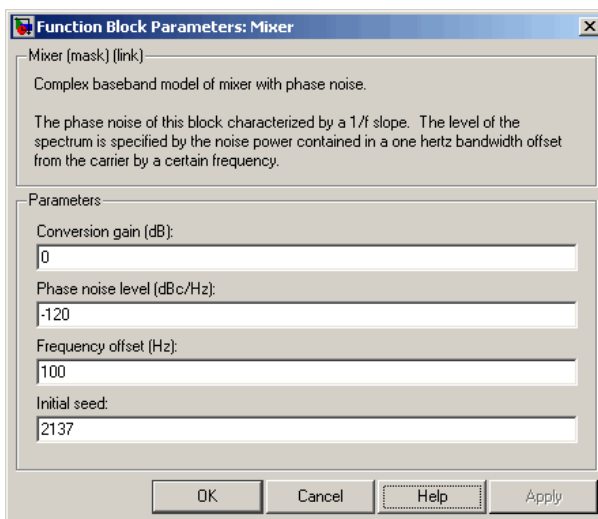 Function Block Parameters: Mixer
Mixer (mask) (link)
Complex baseband model of mixer with phase noise.
The phase noise of this block characterized by a 1/f slope. The level of the
spectrum is specified by the noise power contained in a one hertz bandwidth offset
from the carrier by a certain frequency.
Parameters
Conversion gain (dB):
0
Phase noise level (dBc/Hz):
-120
Frequency offset (Hz):
100
Initial seed:
2137
OK Cancel Help Apply